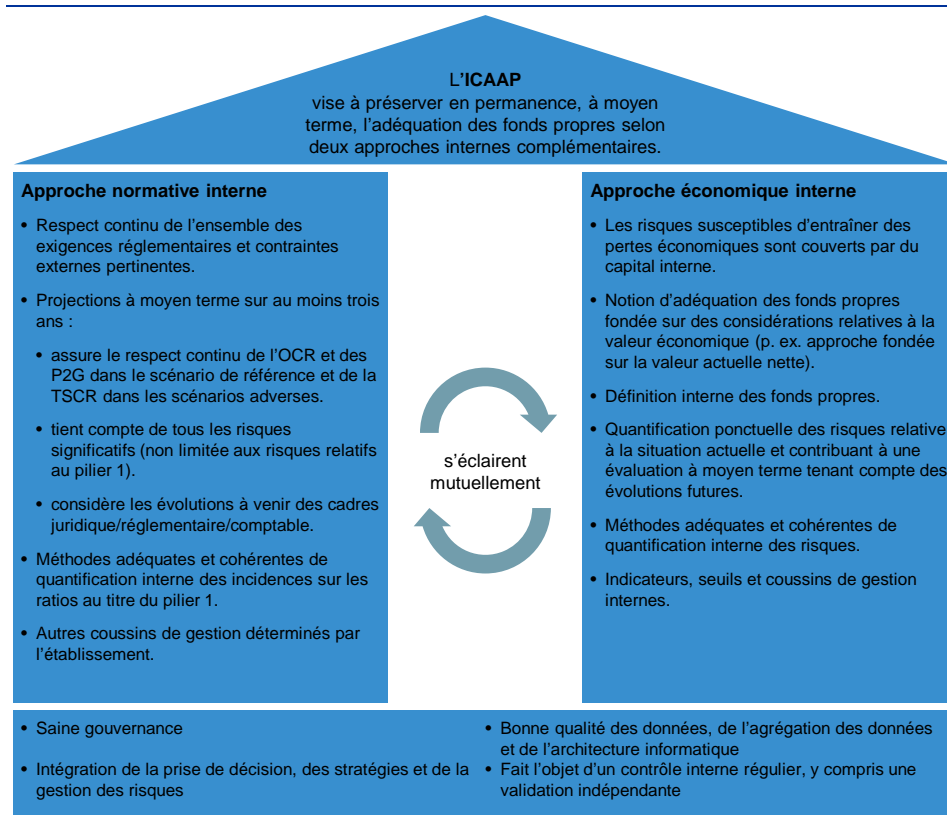 L'ICAAP
vise à préserver en permanence, à moyen
terme, l'adéquation des fonds propres selon
deux approches internes complémentaires.
Approche normative interne
• Respect continu de l'ensemble des
exigences réglementaires et contraintes
externes pertinentes.
• Projections à moyen terme sur au moins trois
ans :
• assure le respect continu de l'OCR et des
P2G dans le scénario de référence et de la
TSCR dans les scénarios adverses.
• tient compte de tous les risques
significatifs (non limitée aux risques relatifs
au pilier 1).
• considère les évolutions à venir des cadres
juridique/réglementaire/comptable.
• Méthodes adéquates et cohérentes de
quantification interne des incidences sur les
ratios au titre du pilier 1.
• Autres coussins de gestion déterminés par
l'établissement.
s'éclairent
mutuellement
Approche économique interne
• Les risques susceptibles d'entraîner des
pertes économiques sont couverts par du
capital interne.
• Notion d'adéquation des fonds propres
fondée sur des considérations relatives à la
valeur économique (p. ex. approche fondée
sur la valeur actuelle nette).
• Définition interne des fonds propres.
• Quantification ponctuelle des risques relative
à la situation actuelle et contribuant à une
évaluation à moyen terme tenant compte des
évolutions futures.
• Méthodes adéquates et cohérentes de
quantification interne des risques.
• Indicateurs, seuils et coussins de gestion
internes.
• Saine gouvernance
• Intégration de la prise de décision, des stratégies et de la
gestion des risques
• Bonne qualité des données, de l'agrégation des données
et de l'architecture informatique
• Fait l'objet d'un contrôle interne régulier, y compris une
validation indépendante